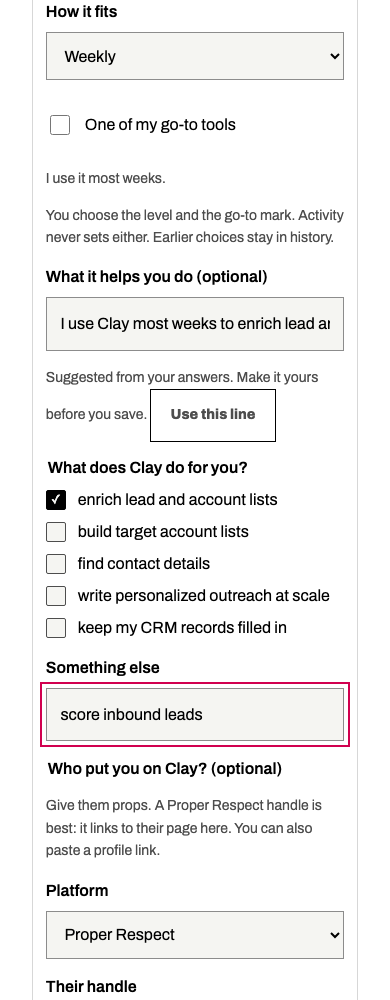 How it fits
Weekly
One of my go-to tools
I use it most weeks.
You choose the level and the go-to mark. Activity
never sets either. Earlier choices stay in history.
What it helps you do (optional)
I use Clay most weeks to enrich lead
Suggested from your answers. Make it yours
before you save. Use this line
What does Clay do for you?
enrich lead and account lists
build target account lists
find contact details
write personalized outreach at scale
keep my CRM records filled in
Something else
score inbound leads
Who put you on Clay? (optional)
Give them props. A Proper Respect handle is
best: it links to their page here. You can also
paste a profile link.
Platform
Proper Respect
Their handle